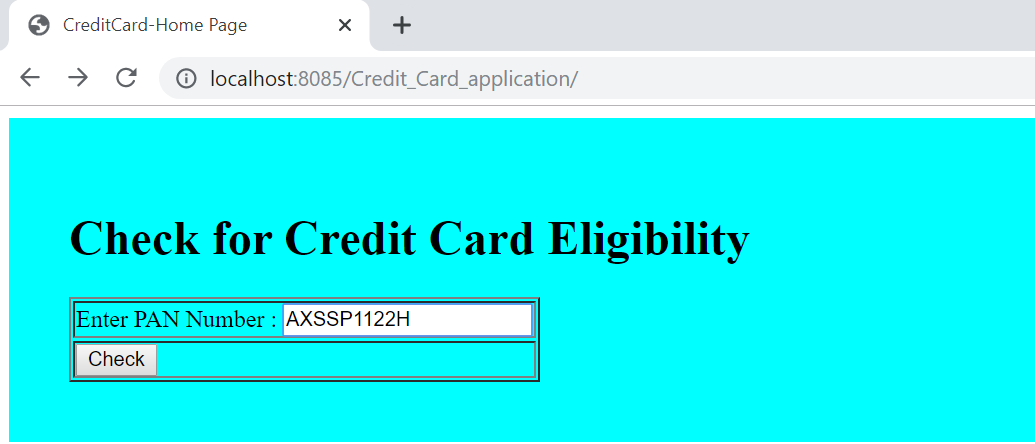 CreditCard-Home Page
localhost:8085/Credit_Card_application/
Check for Credit Card Eligibility
Enter PAN Number : AXSSP1122H
Check